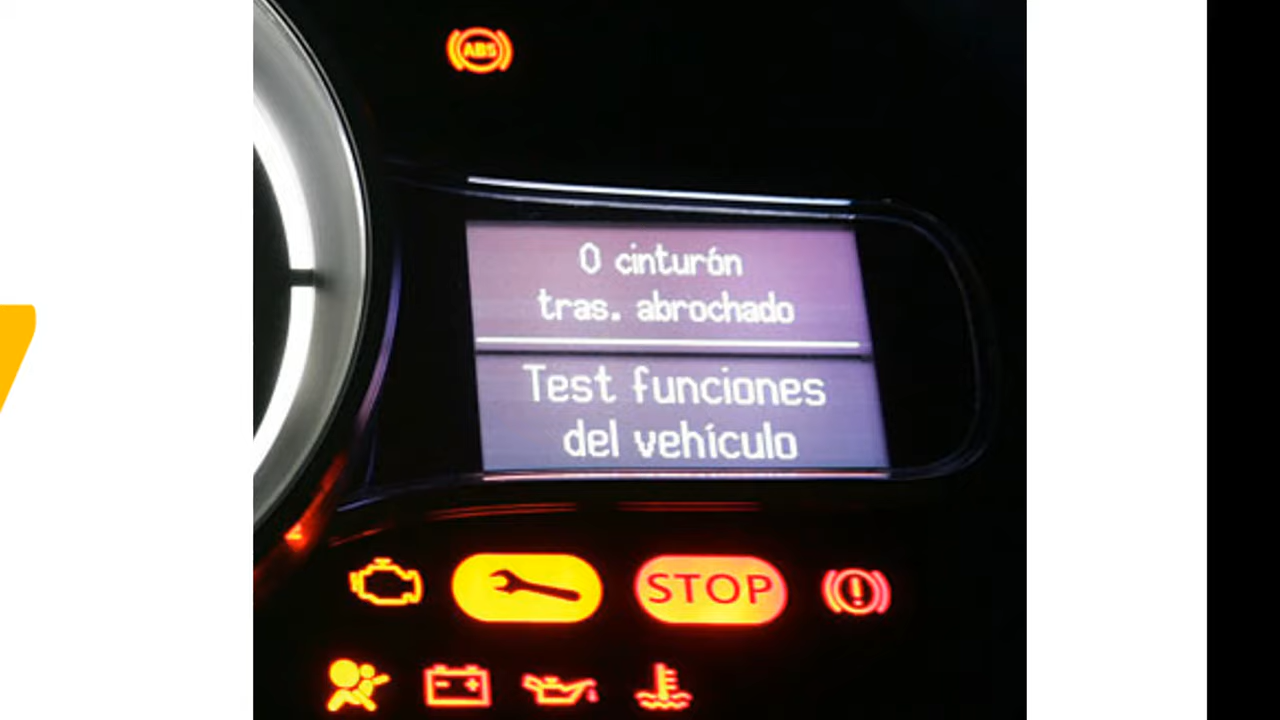 ABS
0 cinturón
tras. abrochado
Test funciones
del vehículo
STOP